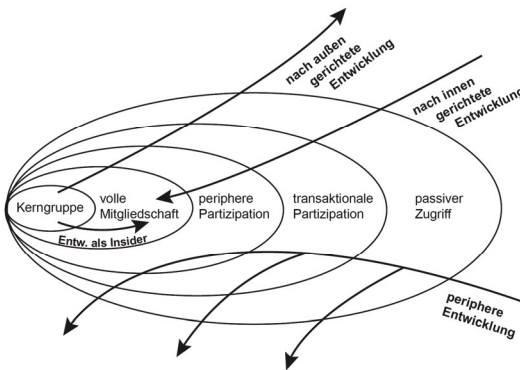 nach außen
gerichtete
Entwicklung
nach innen
gerichtete
Entwicklung
Kerngruppe
volle
Mitgliedschaft
periphere
Partizipation
transaktionale
Partizipation
passiver
Zugriff
Entw. als Insider
periphere
Entwicklung